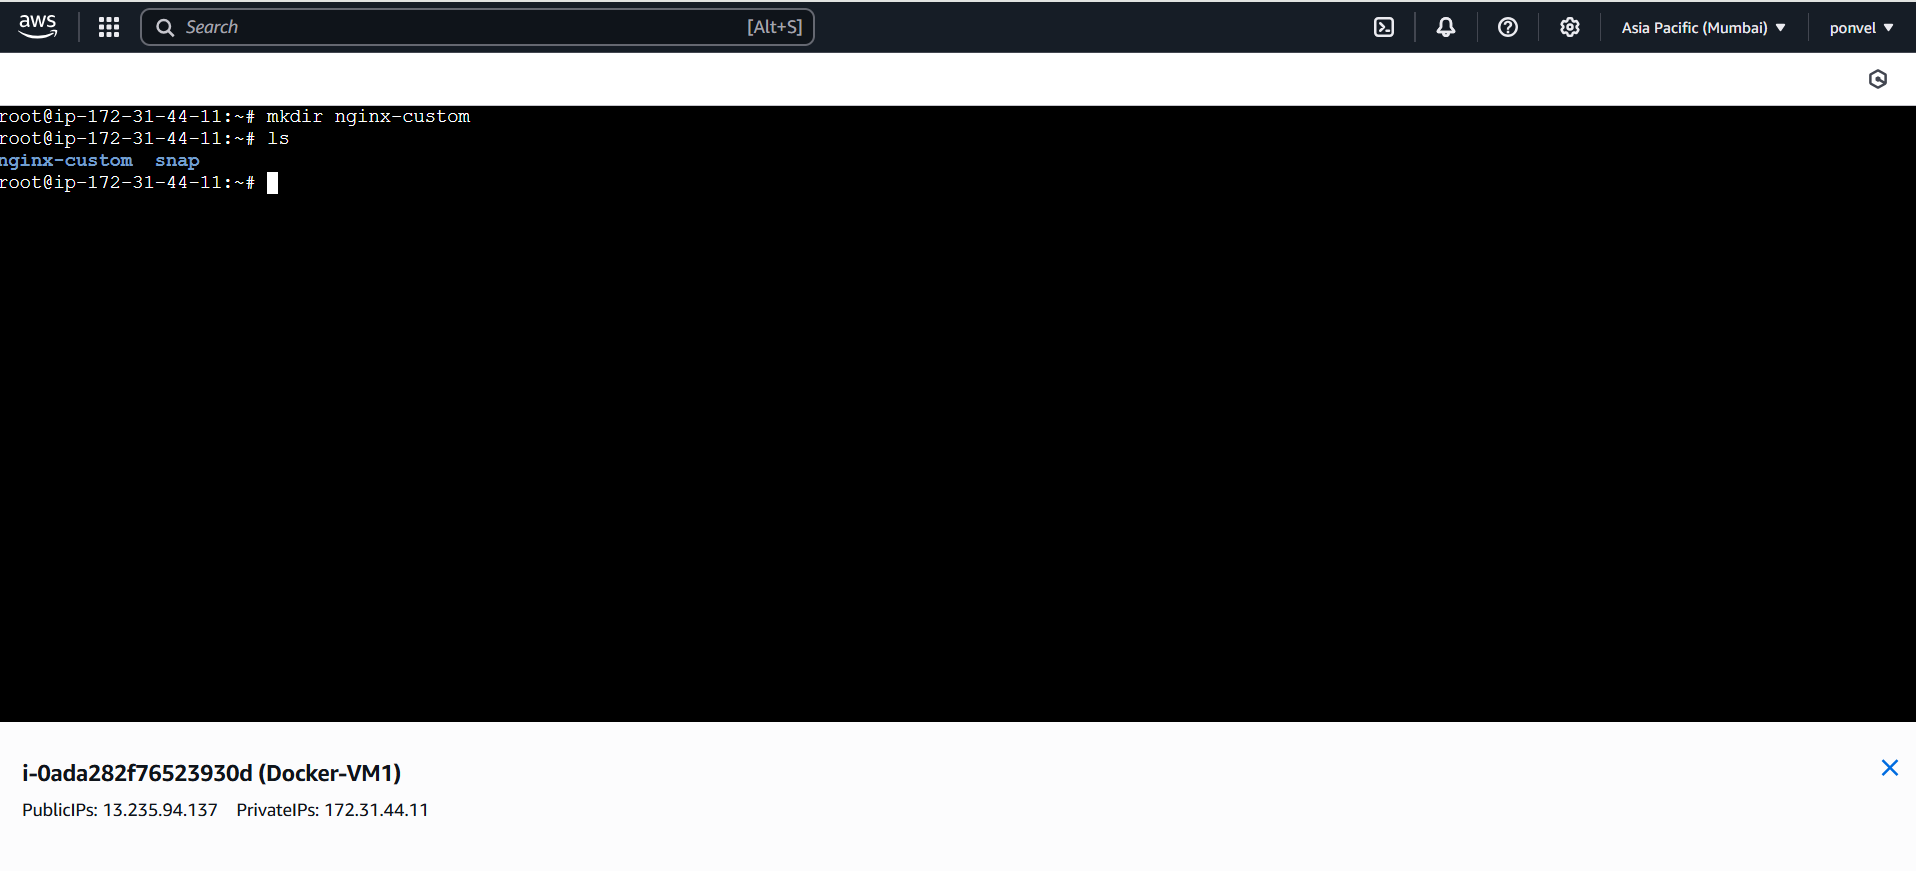 aws
Search [Alt+S]
Asia Pacific (Mumbai)
ponvel
root@ip-172-31-44-11:~# mkdir nginx-custom
root@ip-172-31-44-11:~# ls
nginx-custom  snap
root@ip-172-31-44-11:~#
i-0ada282f76523930d (Docker-VM1)
PublicIPs: 13.235.94.137 PrivateIPs: 172.31.44.11